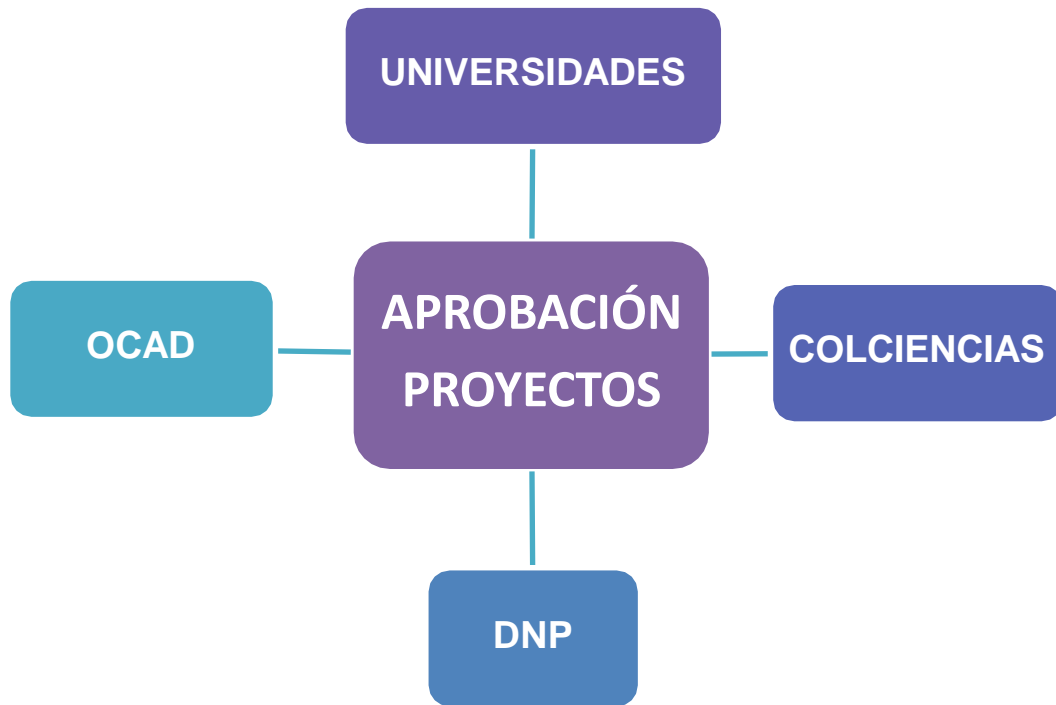 UNIVERSIDADES
APROBACIÓN
PROYECTOS
OCAD
COLCIENCIAS
DNP